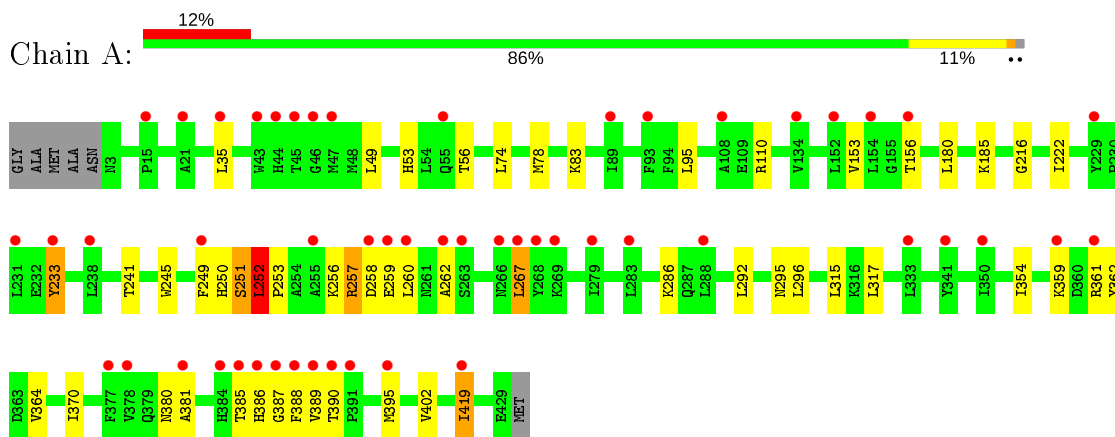 12%
Chain A:
86% 11% ••
GLY ALA MET ALA ASN N3 P15 A21 L35 W43 H44 T45 G46 M47 M48 L49 H53 L54 Q55 T56 L74 M78 K83 I89 F93 F94 L95 A108 E109 R110 V134 L152 V153 L154 G155 T156 L180 K185 G216 I222 Y229
L231 E232 Y233 L238 T241 W245 F249 H250 S251 L252 P253 A254 A255 K256 R257 D258 E259 L260 N261 A262 S263 N266 L267 Y268 K269 I279 L283 K286 Q287 L288 L292 N295 L296 L315 K316 L317 L333 Y341 I350 I354 K359 D360 R361 Y362
D363 V364 I370 F377 V378 Q379 N380 A381 H384 T385 H386 G387 F388 V389 T390 P391 M395 V402 I419 E429 MET